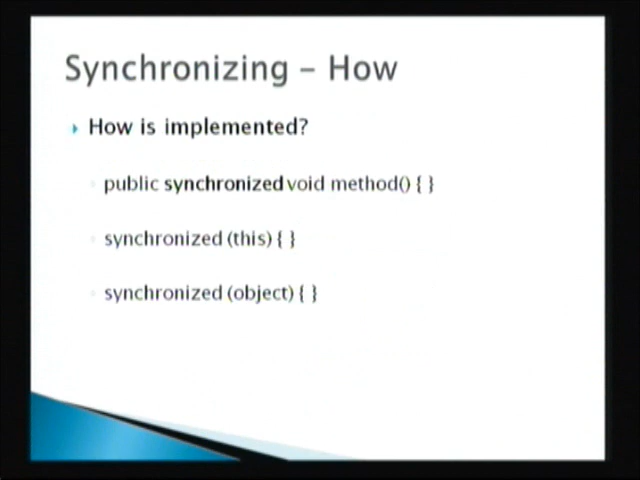 Synchronizing – How
How is implemented?
public synchronized void method() { }
synchronized (this) { }
synchronized (object) { }